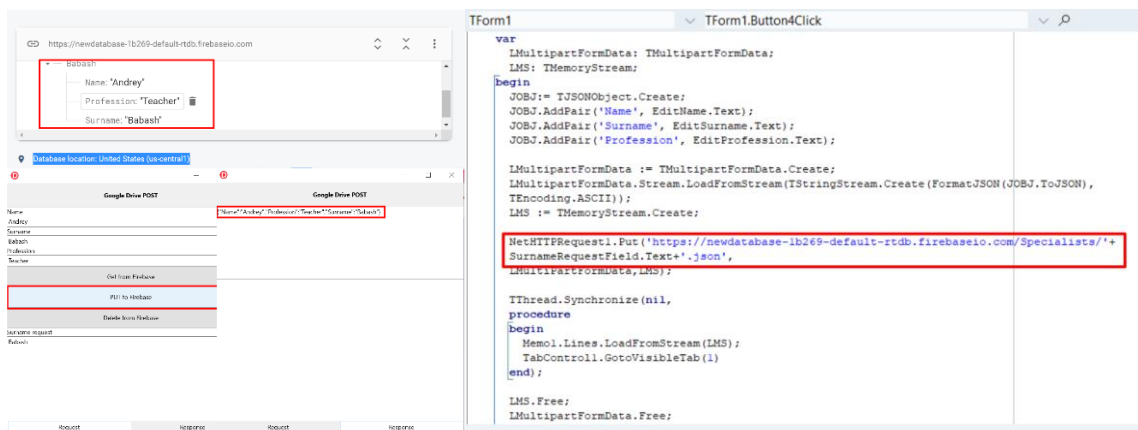 https://newdatabase-1b269-default-rtdb.firebaseio.com
Babash
Name: "Andrey"
Profession: "Teacher"
Surname: "Babash"
Database location: United States (us-central1)
Google Drive POST
Name
Andrey
Surname
Babash
Profession
Teacher
Get from Firebase
PUT to Firebase
Delete from Firebase
Surname request
Babash
Request
Response
Google Drive POST
{"Name":"Andrey","Profession":"Teacher","Surname":"Babash"}
Request
Response
TForm1
TForm1.Button4Click
var
LMultipartFormData: TMultipartFormData;
LMS: TMemoryStream;
begin
JOBJ:= TJSONObject.Create;
JOBJ.AddPair('Name', EditName.Text);
JOBJ.AddPair('Surname', EditSurname.Text);
JOBJ.AddPair('Profession', EditProfession.Text);
LMultipartFormData := TMultipartFormData.Create;
LMultipartFormData.Stream.LoadFromStream(TStringStream.Create(FormatJSON(JOBJ.ToJSON),
TEncoding.ASCII));
LMS := TMemoryStream.Create;
NetHTTPRequest1.Put('https://newdatabase-1b269-default-rtdb.firebaseio.com/Specialists/'+
SurnameRequestField.Text+'.json',
LMultipartFormData,LMS);
TThread.Synchronize(nil,
procedure
begin
Memo1.Lines.LoadFromStream(LMS);
TabControl1.GotoVisibleTab(1)
end);
LMS.Free;
LMultipartFormData.Free;